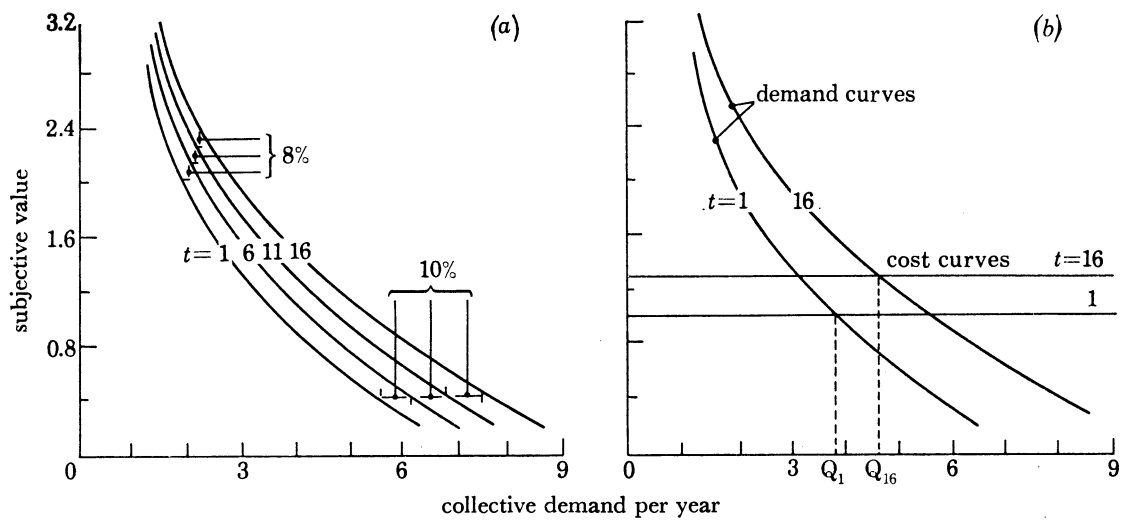 (a)
(b)
3.2
2.4
1.6
0.8
0
subjective value
8%
t= 1 6 11 16
10%
3
6
9
demand curves
t=1
16
cost curves
t=16
1
0
3
Q₁
Q₁₆
6
9
collective demand per year